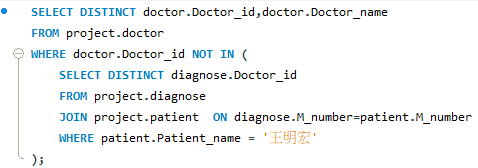 SELECT DISTINCT doctor.Doctor_id,doctor.Doctor_name
FROM project.doctor
WHERE doctor.Doctor_id NOT IN (
SELECT DISTINCT diagnose.Doctor_id
FROM project.diagnose
JOIN project.patient  ON diagnose.M_number=patient.M_number
WHERE patient.Patient_name = '王明宏'
);